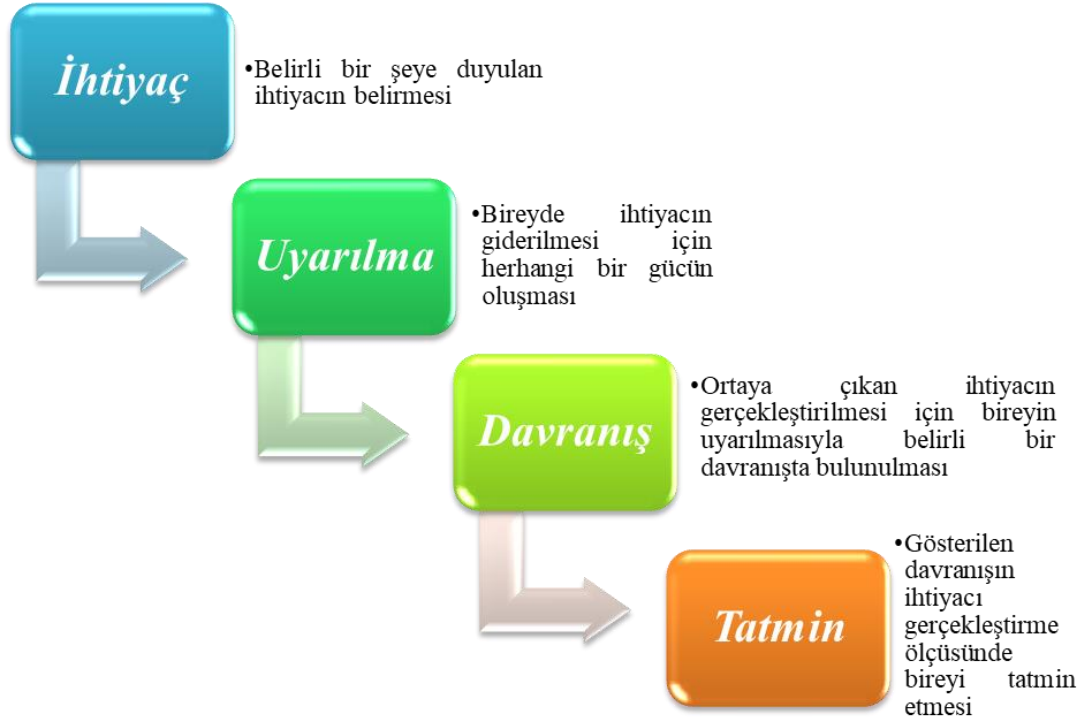 İhtiyaç
•Belirli bir şeye duyulan
ihtiyacın belirmesi
Uyarılma
•Bireyde ihtiyacın
giderilmesi için
herhangi bir gücün
oluşması
Davranış
•Ortaya çıkan ihtiyacın
gerçekleştirilmesi için bireyin
uyarılmasıyla belirli bir
davranışta bulunulması
Tatmin
•Gösterilen
davranışın
ihtiyacı
gerçekleştirme
ölçüsünde
bireyi tatmin
etmesi